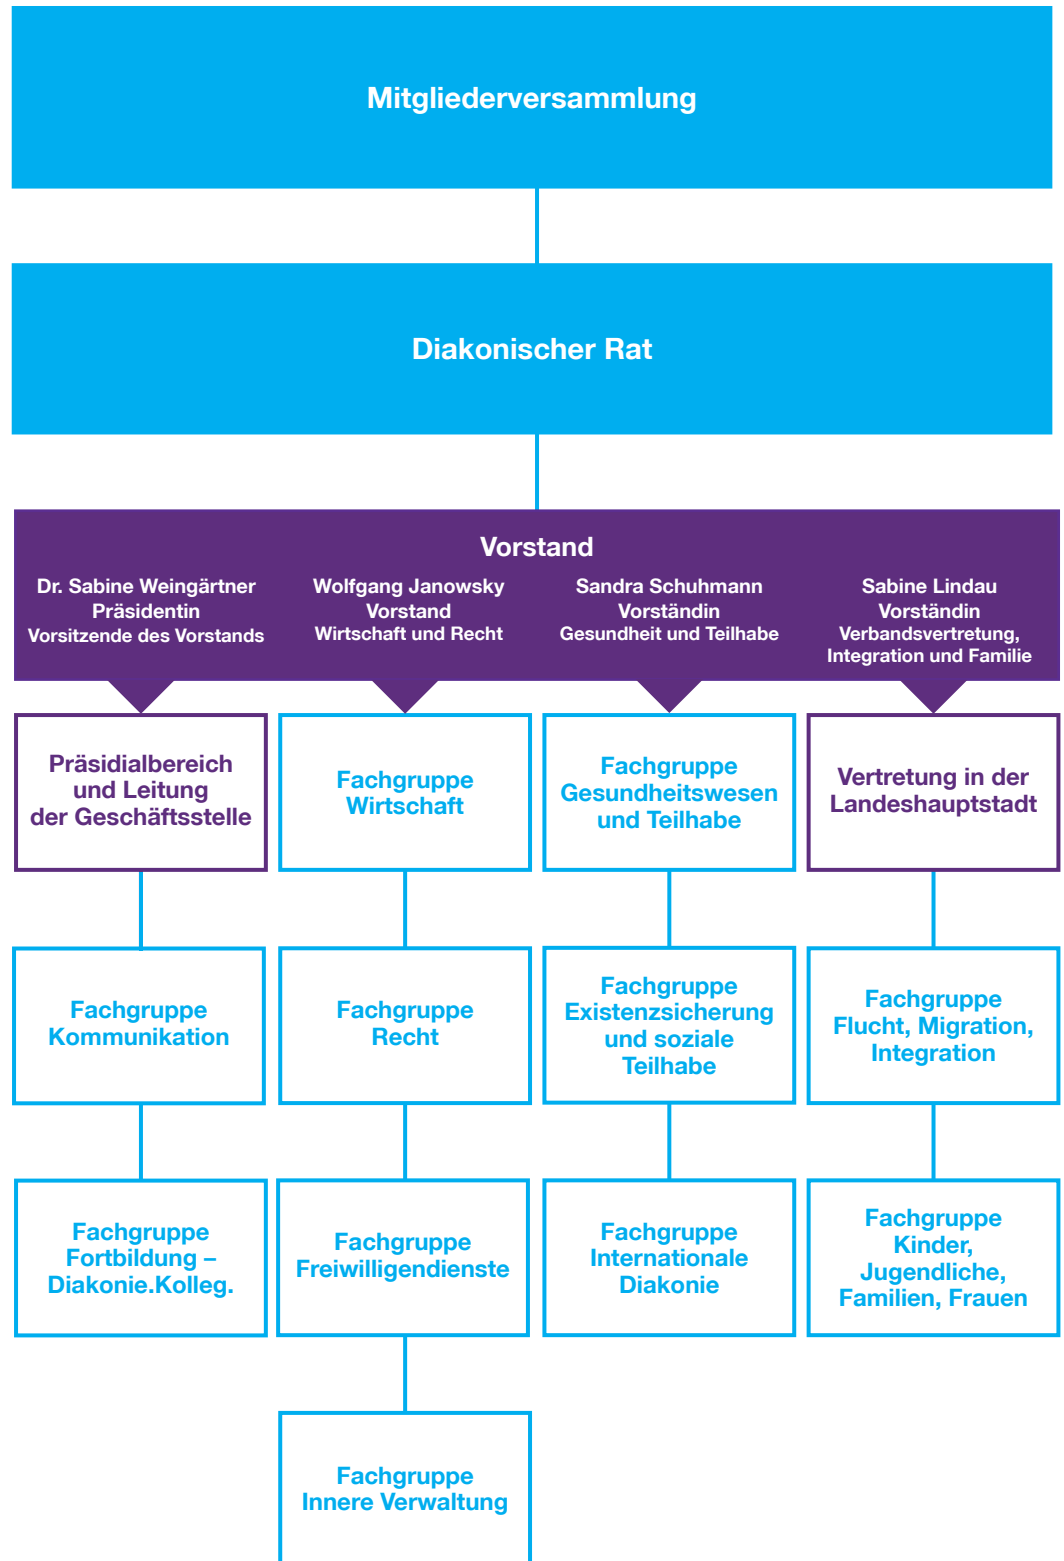 Mitgliederversammlung
Diakonischer Rat
Vorstand
Dr. Sabine Weingärtner
Präsidentin
Vorsitzende des Vorstands
Wolfgang Janowsky
Vorstand
Wirtschaft und Recht
Sandra Schuhmann
Vorständin
Gesundheit und Teilhabe
Sabine Lindau
Vorständin
Verbandsvertretung,
Integration und Familie
Präsidialbereich
und Leitung
der Geschäftsstelle
Fachgruppe
Wirtschaft
Fachgruppe
Gesundheitswesen
und Teilhabe
Vertretung in der
Landeshauptstadt
Fachgruppe
Kommunikation
Fachgruppe
Recht
Fachgruppe
Existenzsicherung
und soziale
Teilhabe
Fachgruppe
Flucht, Migration,
Integration
Fachgruppe
Fortbildung –
Diakonie.Kolleg.
Fachgruppe
Freiwilligendienste
Fachgruppe
Internationale
Diakonie
Fachgruppe
Kinder,
Jugendliche,
Familien, Frauen
Fachgruppe
Innere Verwaltung